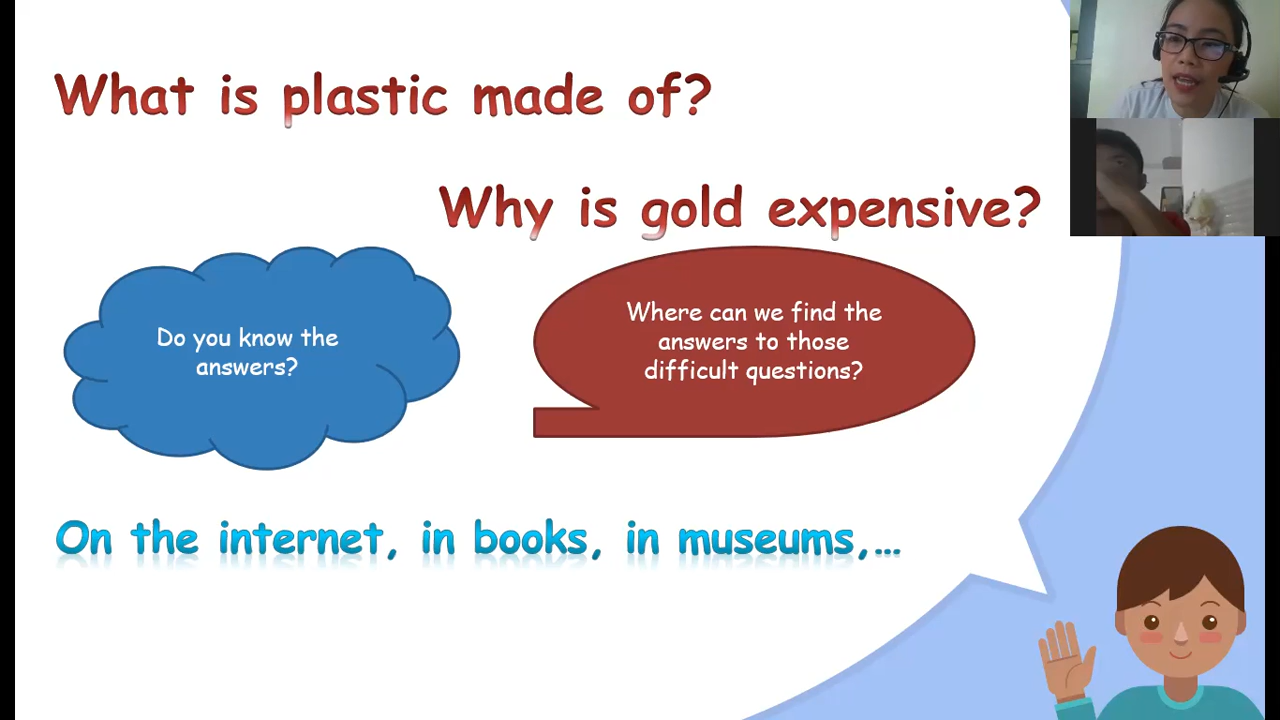 What is plastic made of?
Why is gold expensive?
Do you know the
answers?
Where can we find the
answers to those
difficult questions?
On the internet, in books, in museums,...